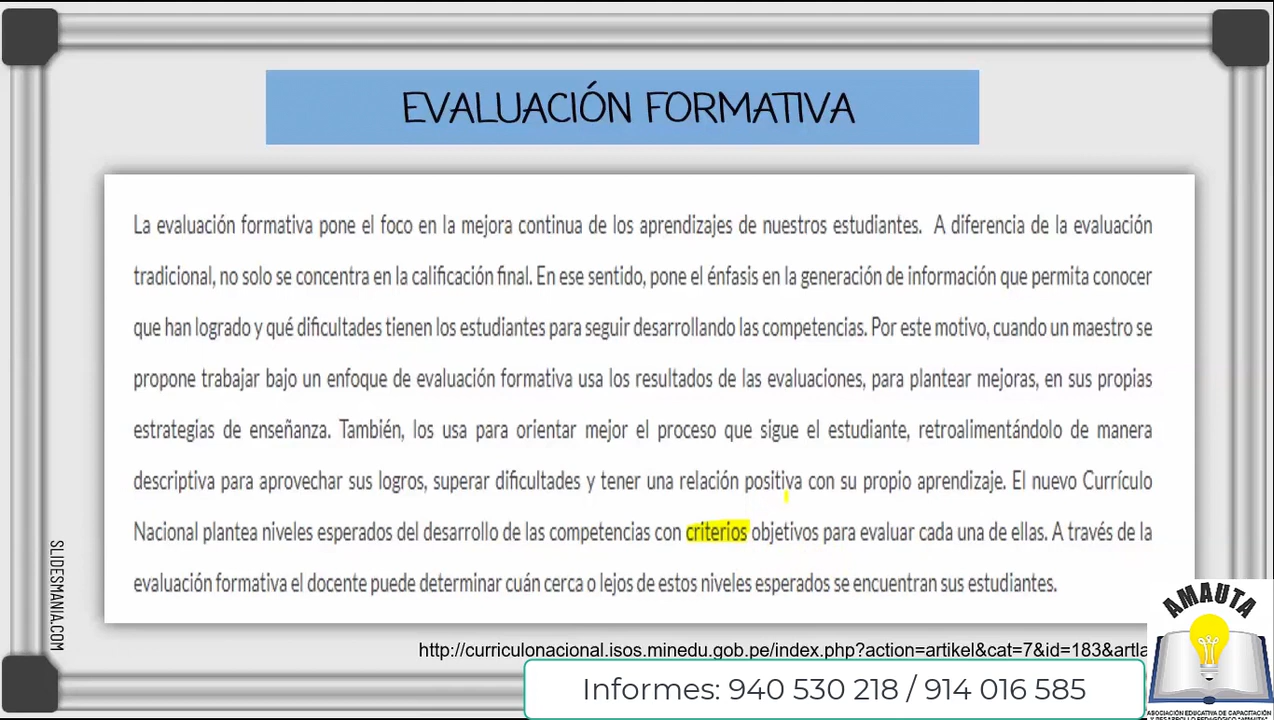 EVALUACIÓN FORMATIVA
La evaluación formativa pone el foco en la mejora continua de los aprendizajes de nuestros estudiantes. A diferencia de la evaluación
tradicional, no solo se concentra en la calificación final. En ese sentido, pone el énfasis en la generación de información que permita conocer
que han logrado y qué dificultades tienen los estudiantes para seguir desarrollando las competencias. Por este motivo, cuando un maestro se
propone trabajar bajo un enfoque de evaluación formativa usa los resultados de las evaluaciones, para plantear mejoras, en sus propias
estrategias de enseñanza. También, los usa para orientar mejor el proceso que sigue el estudiante, retroalimentándolo de manera
descriptiva para aprovechar sus logros, superar dificultades y tener una relación positiva con su propio aprendizaje. El nuevo Currículo
Nacional plantea niveles esperados del desarrollo de las competencias con criterios objetivos para evaluar cada una de ellas. A través de la
evaluación formativa el docente puede determinar cuán cerca o lejos de estos niveles esperados se encuentran sus estudiantes.
SLIDESMANIA.COM
http://curriculonacional.isos.minedu.gob.pe/index.php?action=artikel&cat=7&id=183&artla
Informes: 940 530 218 / 914 016 585
AMAUTA
ASOCIACIÓN EDUCATIVA DE CAPACITACIÓN
Y DESARROLLO PEDAGÓGICO "AMAUTA"